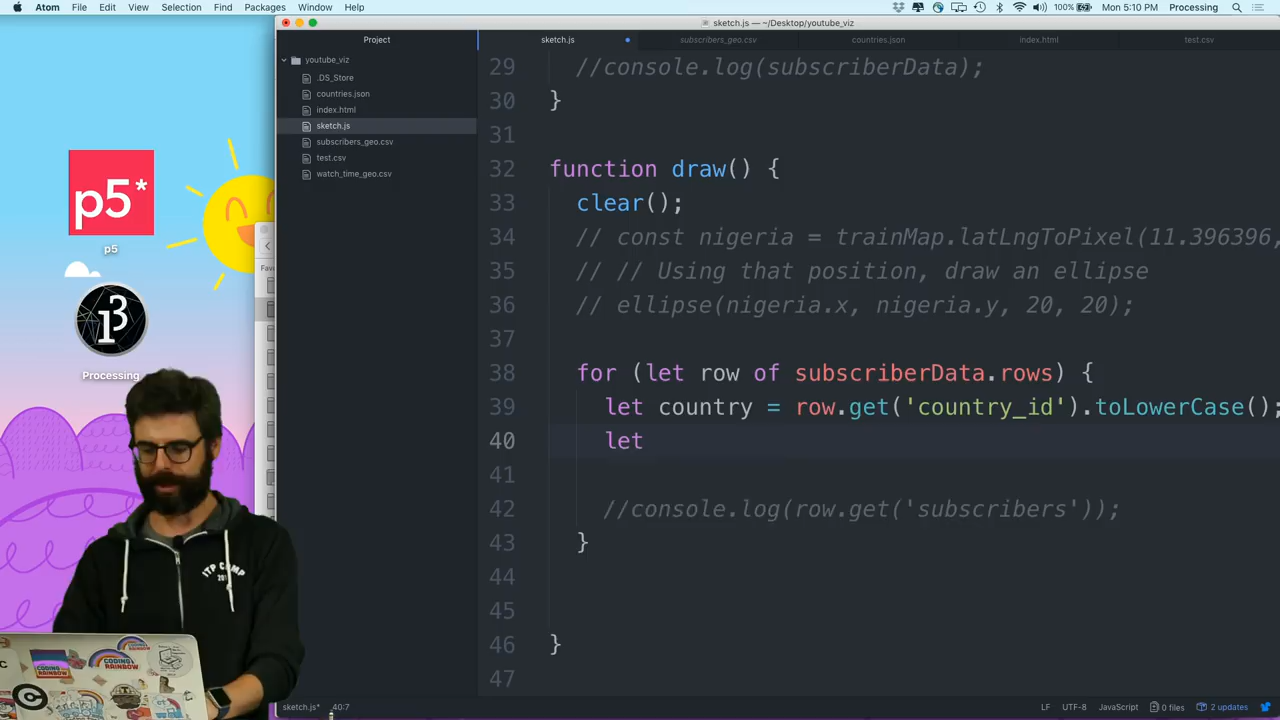 Atom File Edit View Selection Find Packages Window Help
100% Mon 5:10 PM Processing
sketch.js — ~/Desktop/youtube_viz
Project
sketch.js subscribers_geo.csv countries.json index.html test.csv
youtube_viz
.DS_Store
countries.json
index.html
sketch.js
subscribers_geo.csv
test.csv
watch_time_geo.csv
p5*
p5
Processing
Fav
29 //console.log(subscriberData);
30 }
31
32 function draw() {
33 clear();
34 // const nigeria = trainMap.latLngToPixel(11.396396,
35 // // Using that position, draw an ellipse
36 // ellipse(nigeria.x, nigeria.y, 20, 20);
37
38 for (let row of subscriberData.rows) {
39 let country = row.get('country_id').toLowerCase();
40 let
41
42 //console.log(row.get('subscribers'));
43 }
44
45
46 }
47
ITP CAMP
CODING RAINBOW
sketch.js* 40:7
LF UTF-8 JavaScript 0 files 2 updates